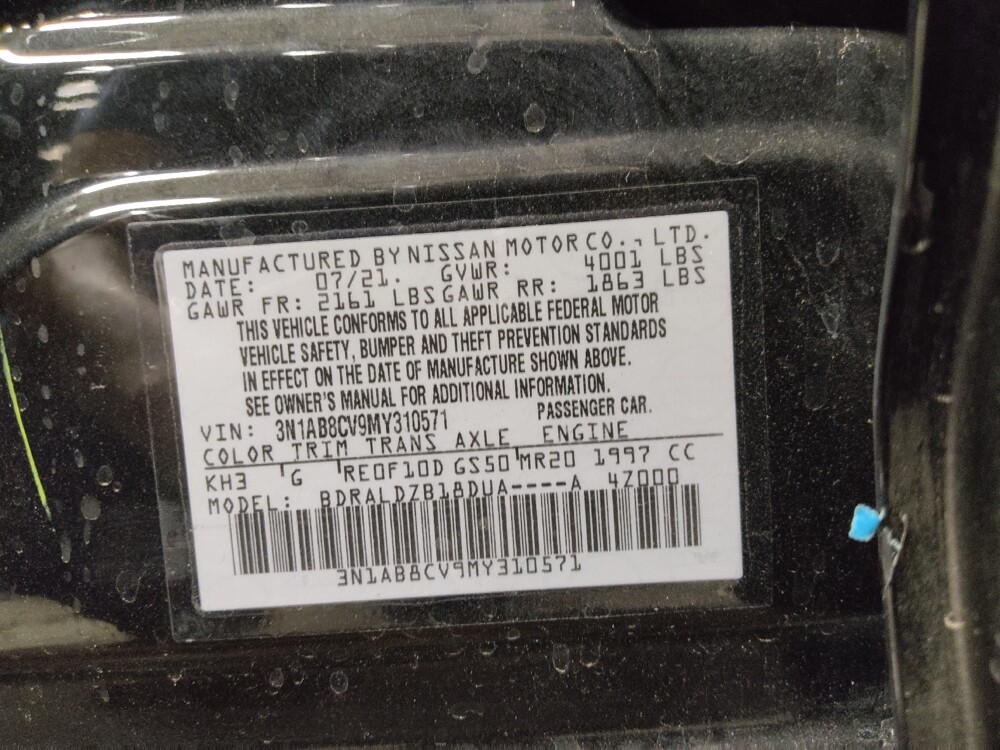 MANUFACTURED BY NISSAN MOTOR CO., LTD.
DATE: 07/21. GVWR: 4001 LBS
GAWR FR: 2161 LBS GAWR RR: 1863 LBS
THIS VEHICLE CONFORMS TO ALL APPLICABLE FEDERAL MOTOR
VEHICLE SAFETY, BUMPER AND THEFT PREVENTION STANDARDS
IN EFFECT ON THE DATE OF MANUFACTURE SHOWN ABOVE.
SEE OWNER'S MANUAL FOR ADDITIONAL INFORMATION.
VIN: 3N1AB8CV9MY310571 PASSENGER CAR.
COLOR TRIM TRANS AXLE ENGINE
KH3 G RE0F10D GS50 MR20 1997 CC
MODEL: BDRALDZB18DUA----A 4Z000
3N1AB8CV9MY310571